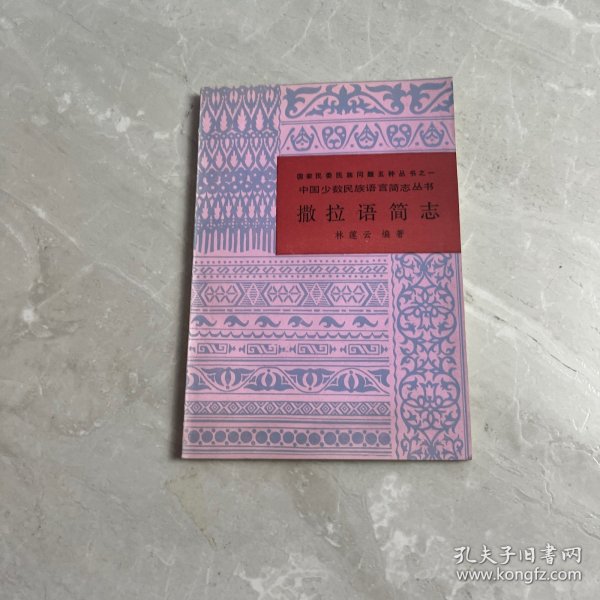 国家民委民族问题五种丛书之一
中国少数民族语言简志丛书
撒拉语简志
林莲云 编著
孔夫子旧书网
www.kongfz.com